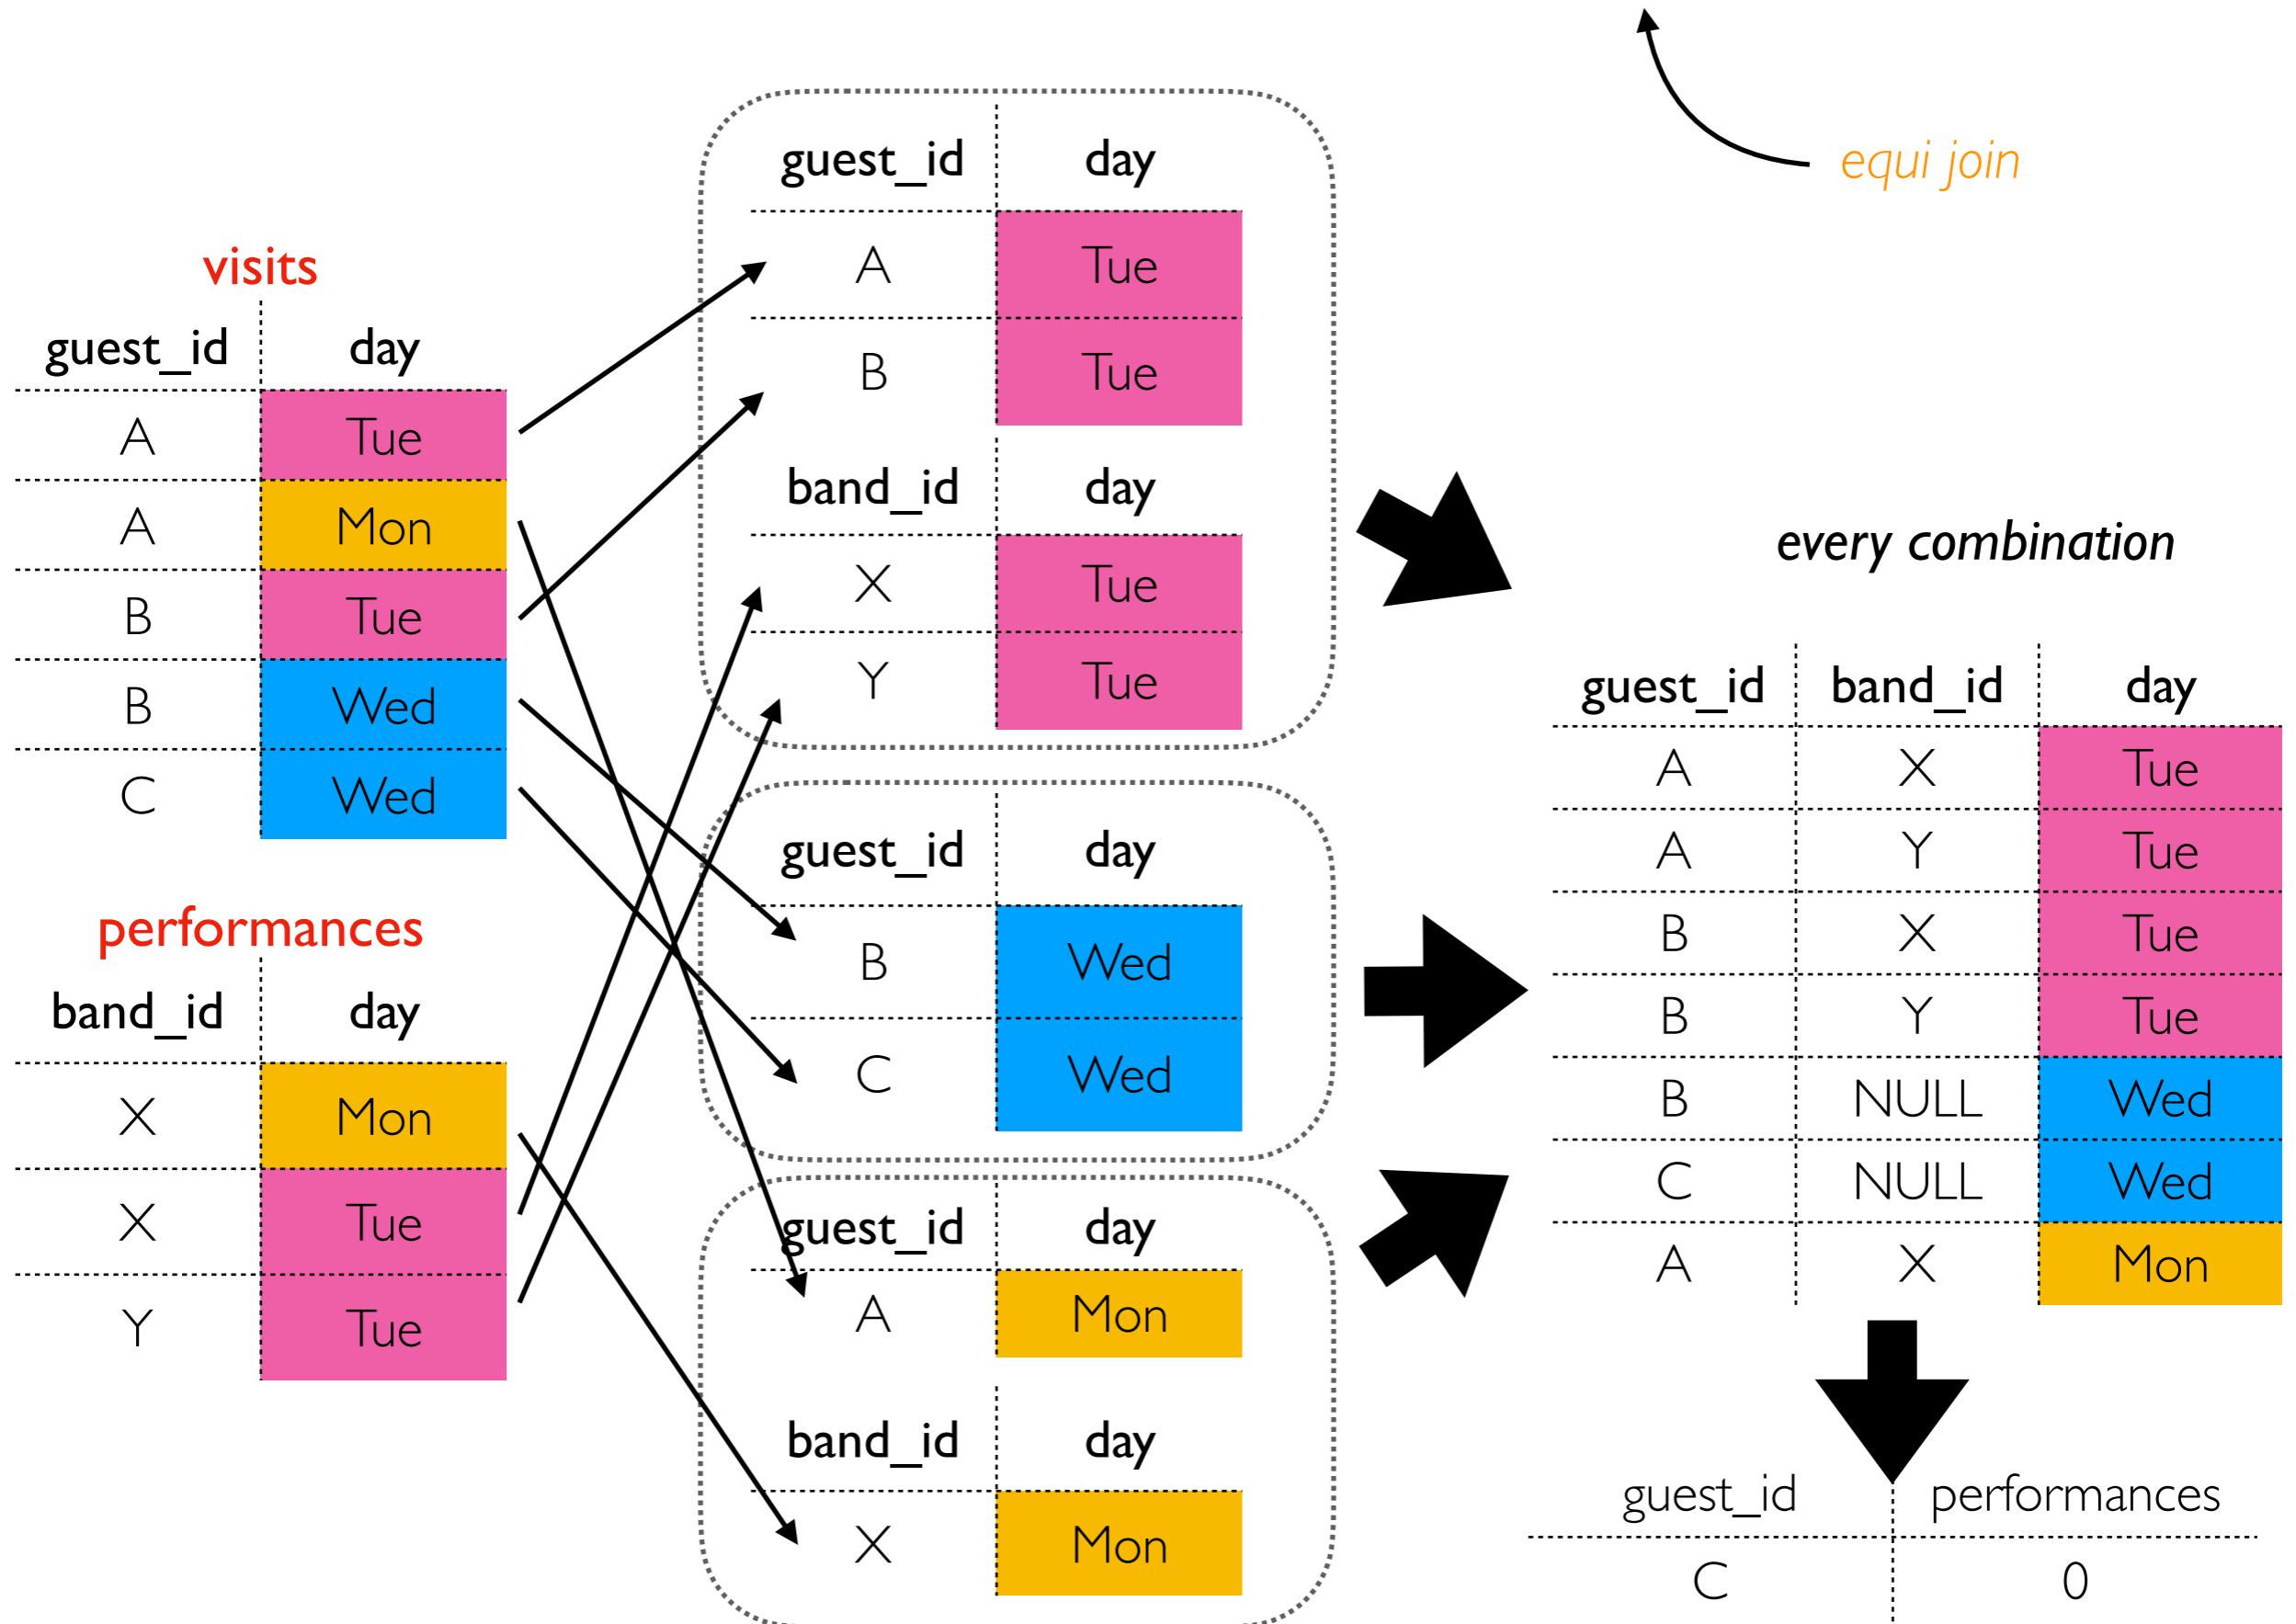 equi join
visits
guest_id day
A Tue
A Mon
B Tue
B Wed
C Wed
performances
band_id day
X Mon
X Tue
Y Tue
guest_id day
A Tue
B Tue
band_id day
X Tue
Y Tue
guest_id day
B Wed
C Wed
guest_id day
A Mon
band_id day
X Mon
every combination
guest_id band_id day
A X Tue
A Y Tue
B X Tue
B Y Tue
B NULL Wed
C NULL Wed
A X Mon
guest_id performances
C 0